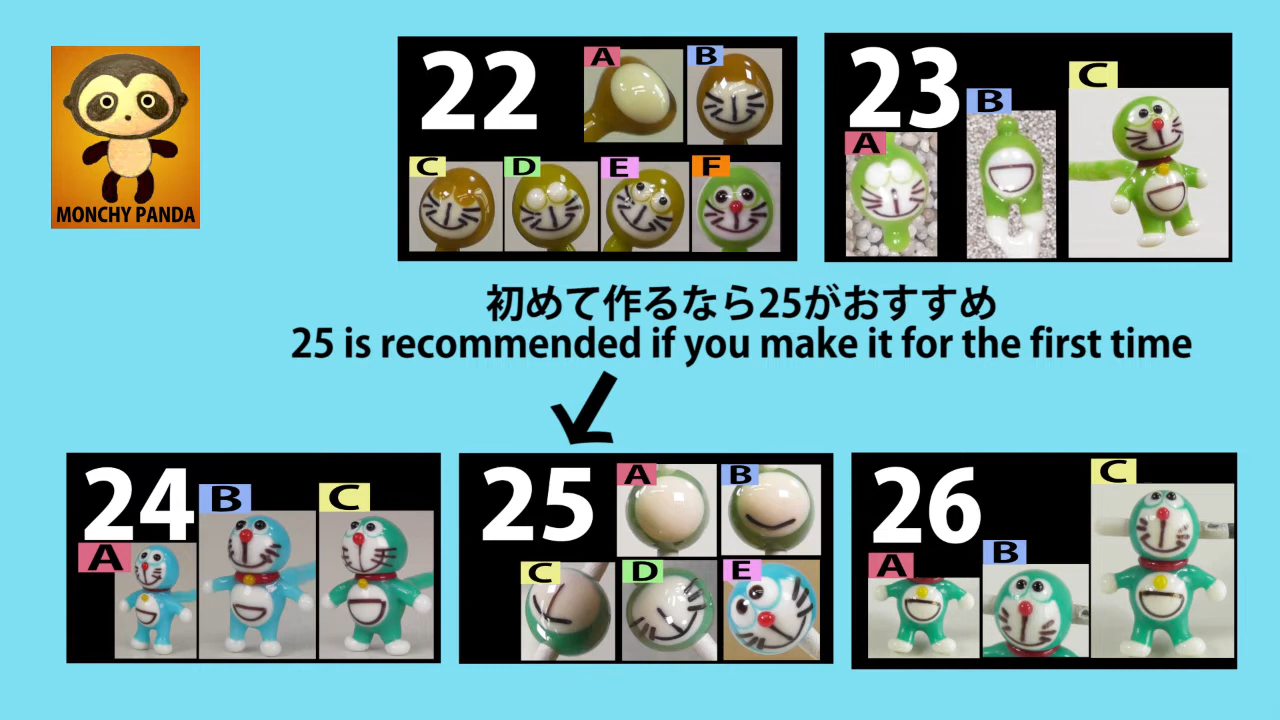 MONCHY PANDA
22
A
B
C
D
E
F
23
A
B
C
初めて作るなら25がおすすめ
25 is recommended if you make it for the first time
24
A
B
C
25
A
B
C
D
E
26
A
B
C